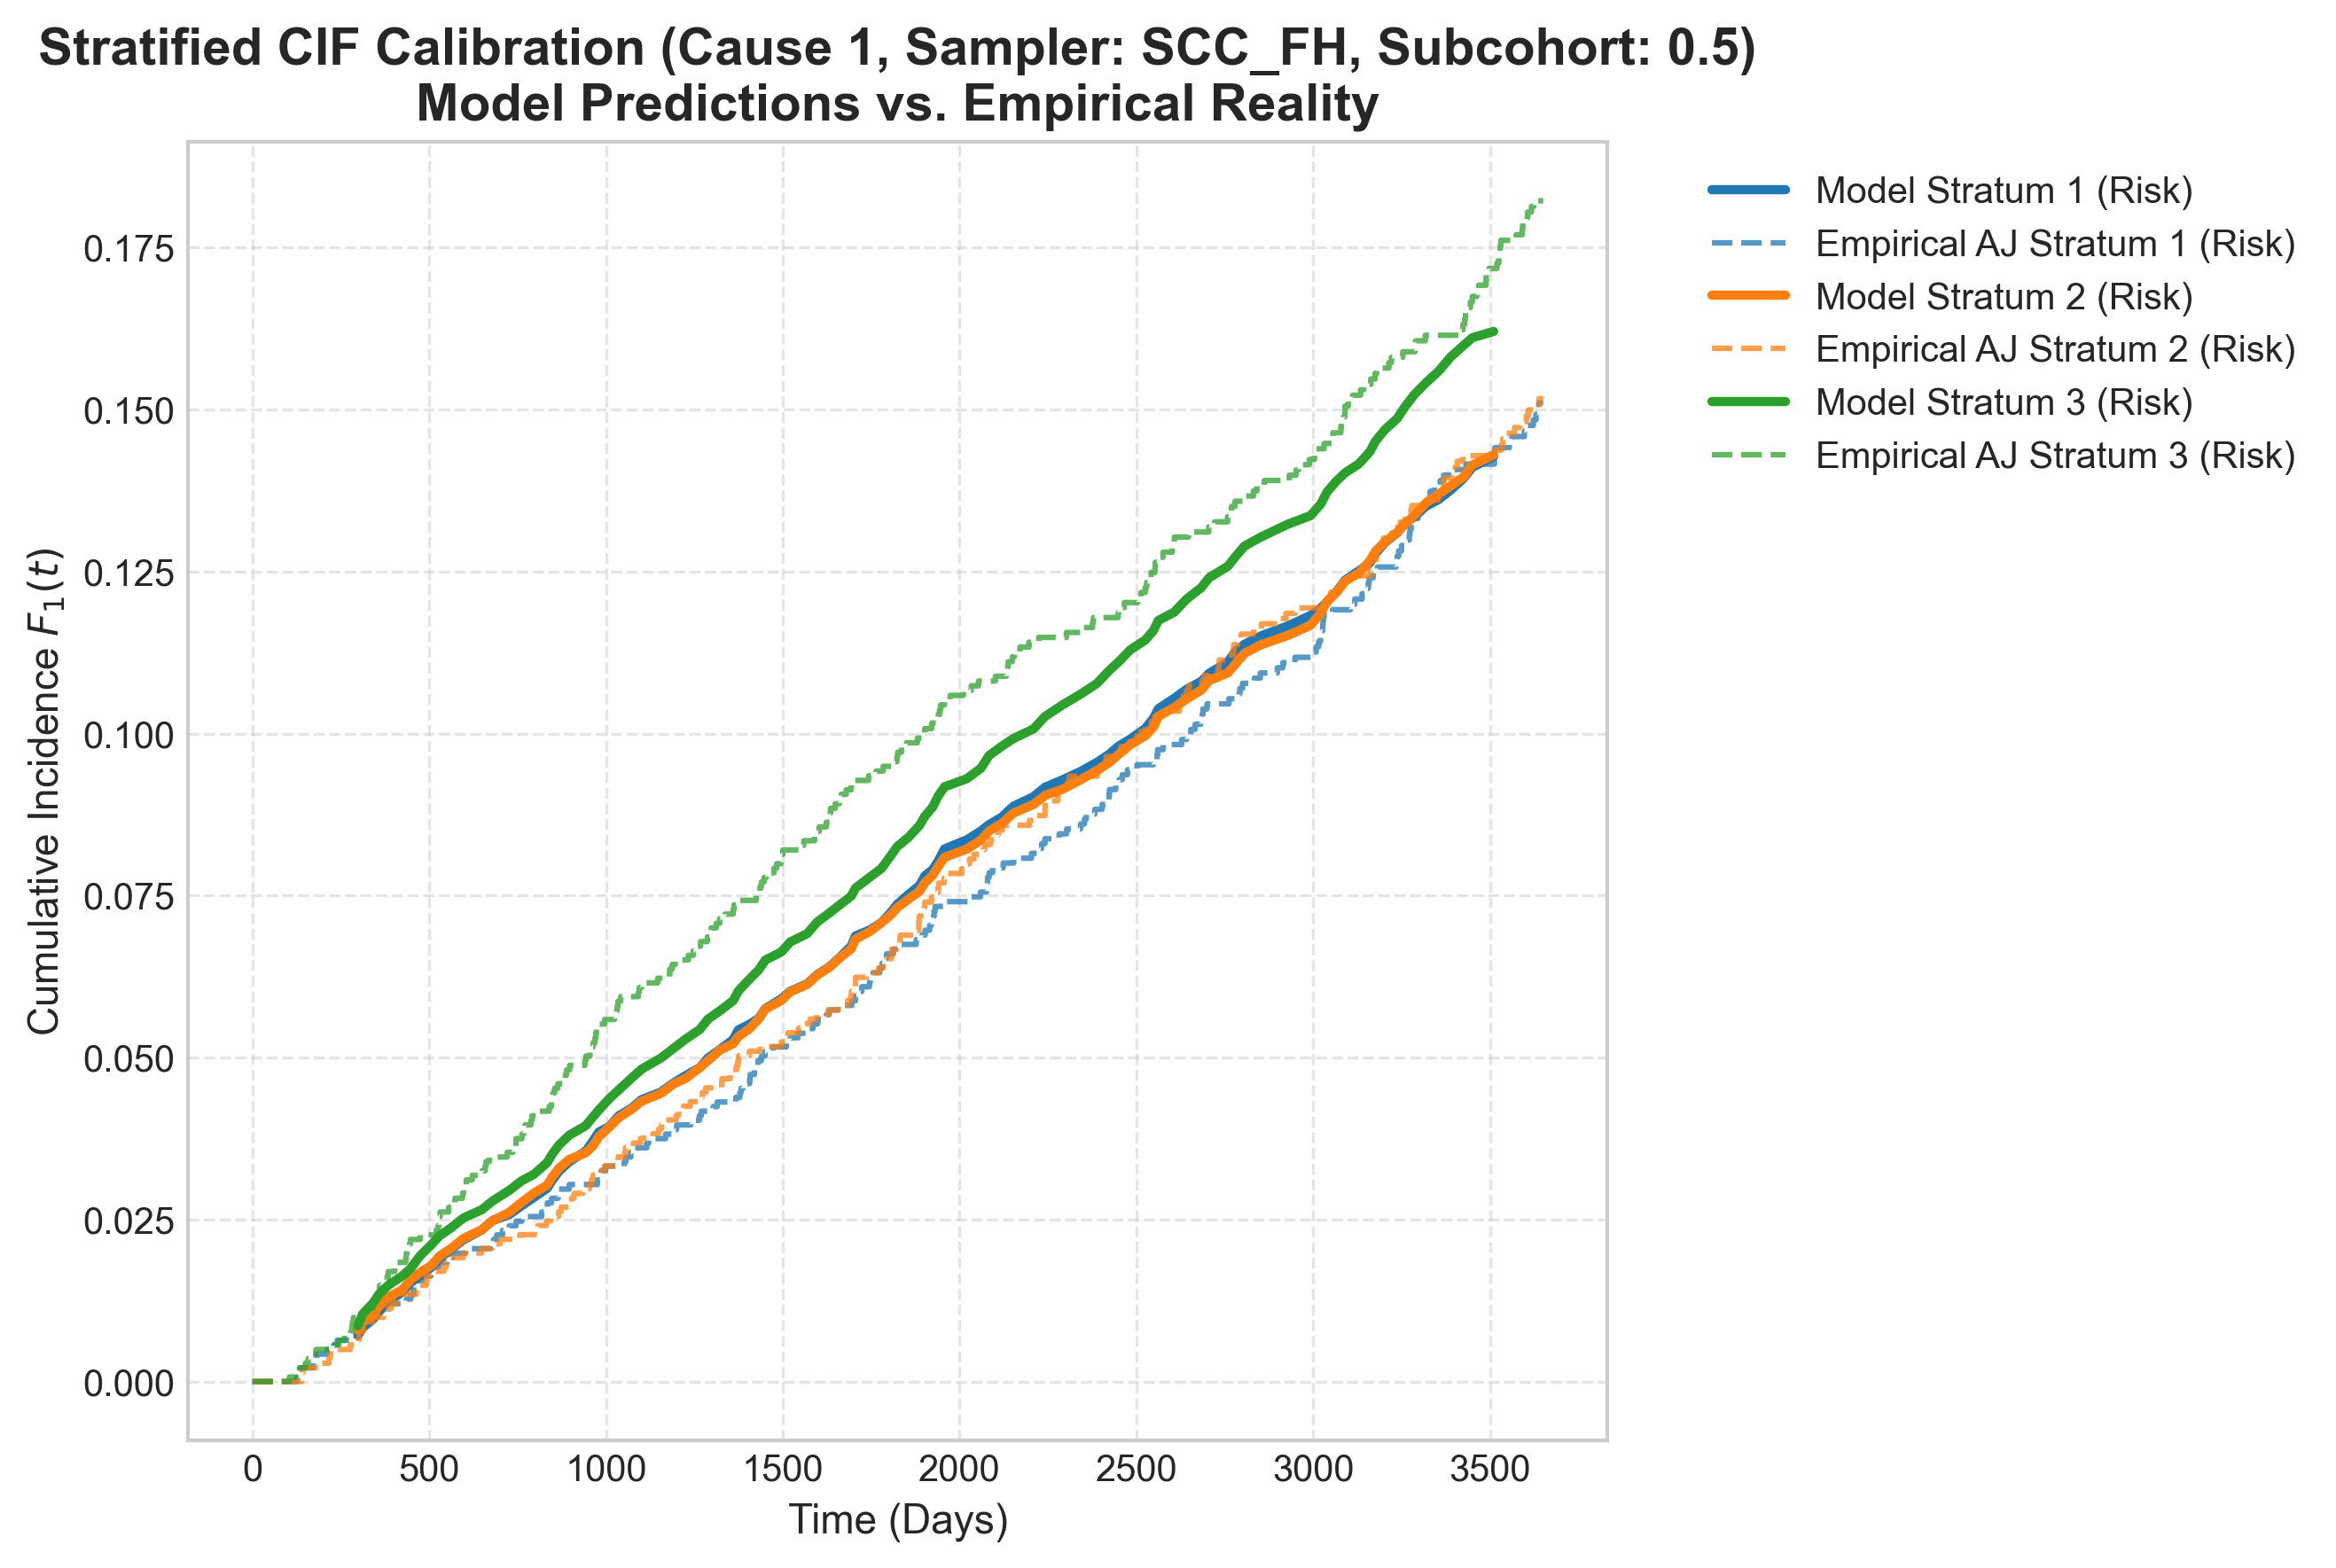 Stratified CIF Calibration (Cause 1, Sampler: SCC_FH, Subcohort: 0.5)
Model Predictions vs. Empirical Reality
Model Stratum 1 (Risk)
Empirical AJ Stratum 1 (Risk)
Model Stratum 2 (Risk)
Empirical AJ Stratum 2 (Risk)
Model Stratum 3 (Risk)
Empirical AJ Stratum 3 (Risk)
Cumulative Incidence F₁(t)
0.175
0.150
0.125
0.100
0.075
0.050
0.025
0.000
0 500 1000 1500 2000 2500 3000 3500
Time (Days)